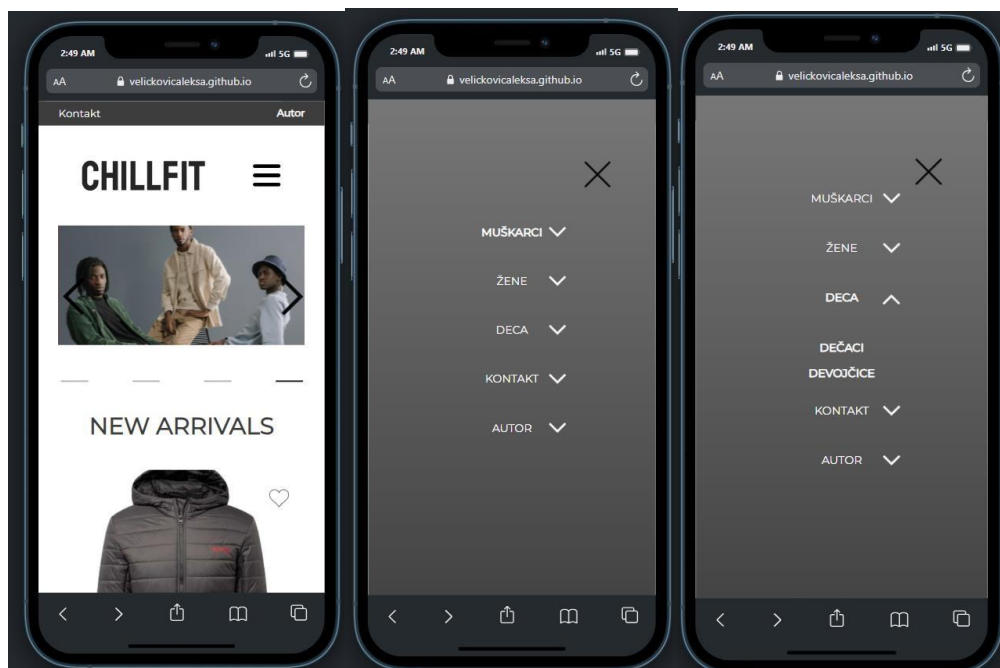 2:49 AM
5G
AA velickovicaleksa.github.io
Kontakt Autor
CHILLFIT
NEW ARRIVALS
2:49 AM
5G
AA velickovicaleksa.github.io
MUŠKARCI
ŽENE
DECA
KONTAKT
AUTOR
2:49 AM
5G
AA velickovicaleksa.github.io
MUŠKARCI
ŽENE
DECA
DEČACI
DEVOJČICE
KONTAKT
AUTOR